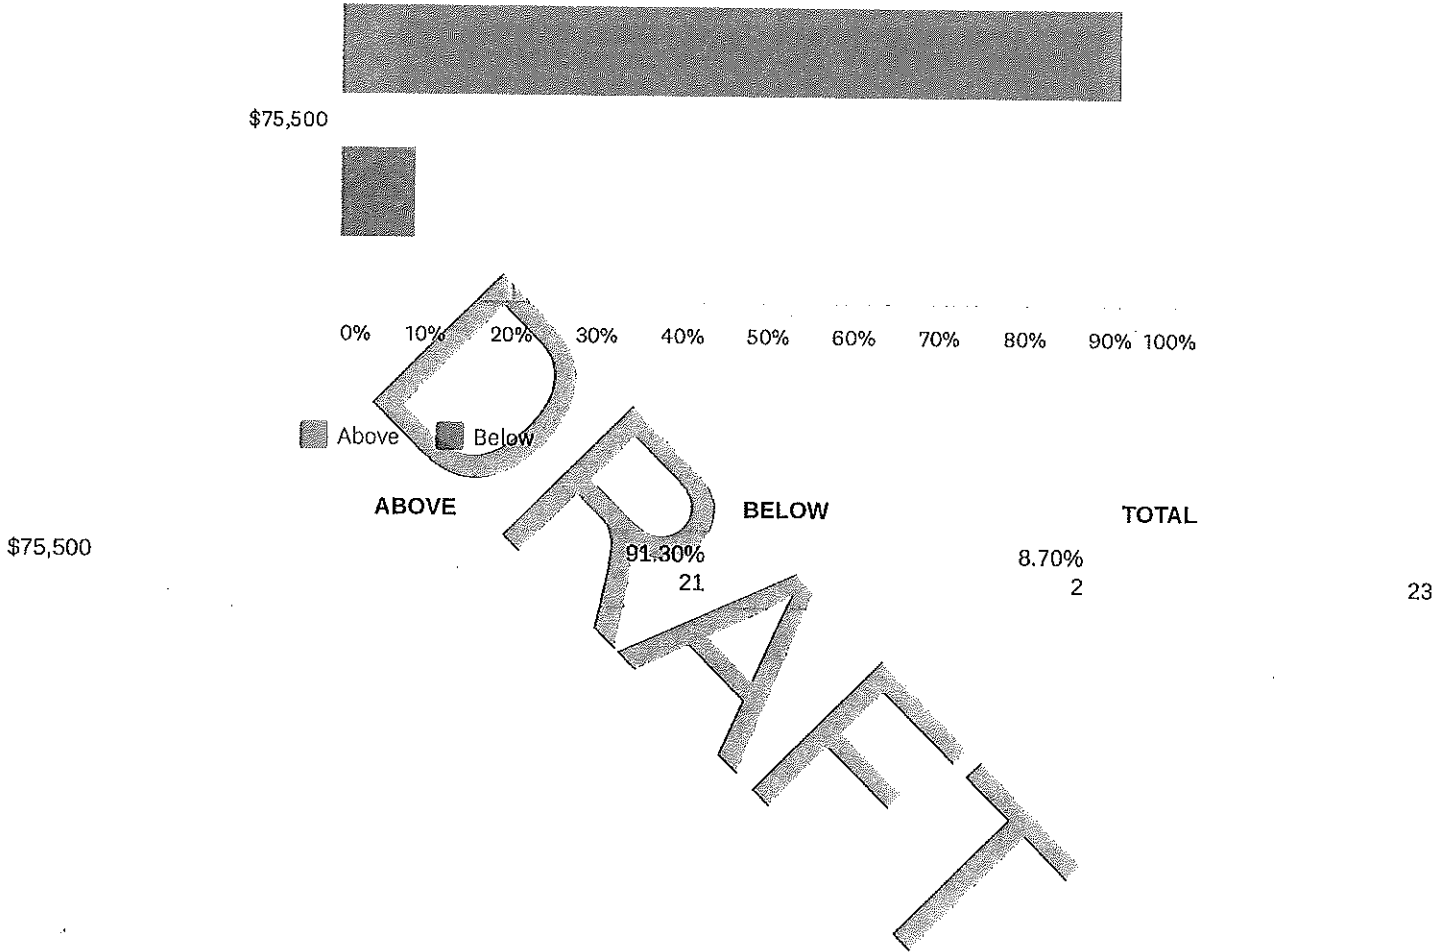 $75,500
0% 10% 20% 30% 40% 50% 60% 70% 80% 90% 100%
Above Below
ABOVE BELOW TOTAL
$75,500 91.30% 8.70%
21 2 23
DRAFT